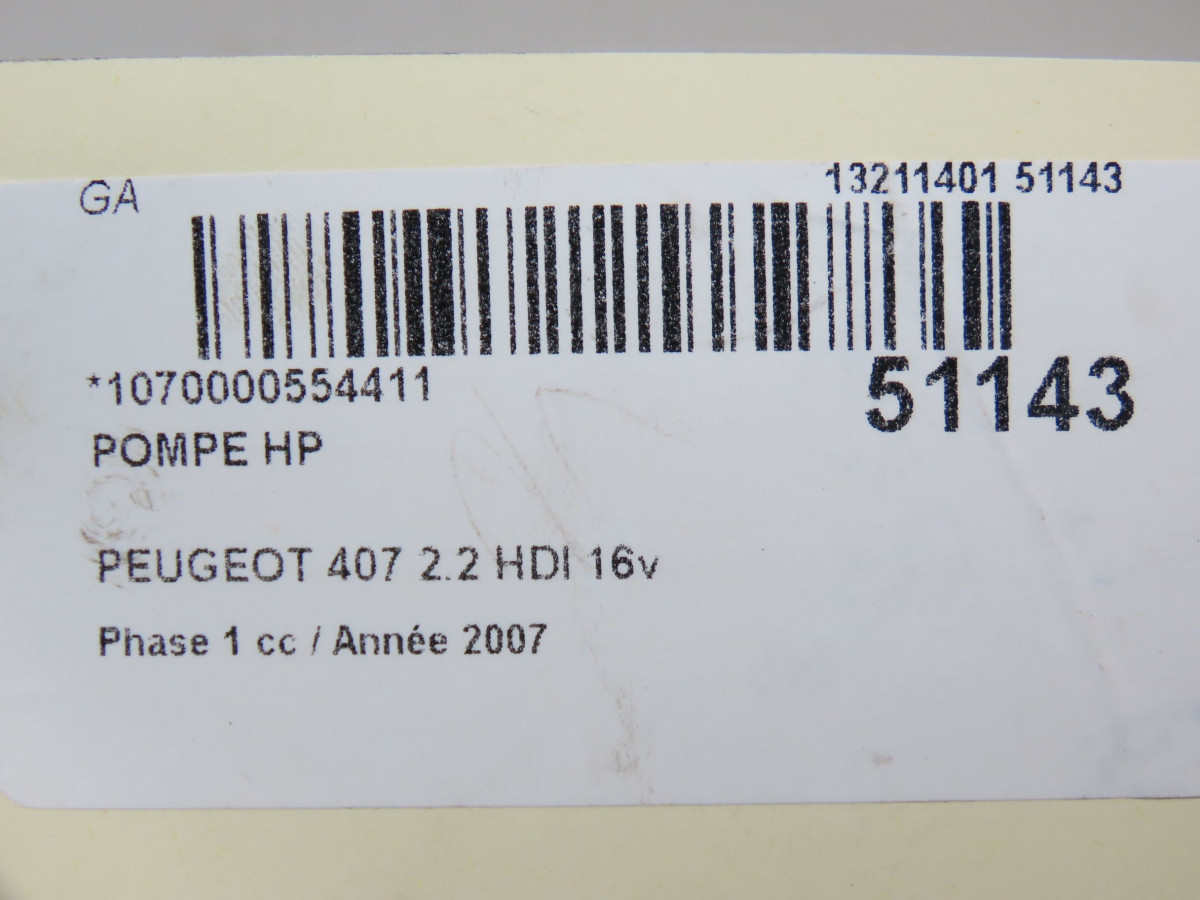 GA
13211401 51143
*1070000554411
51143
POMPE HP
PEUGEOT 407 2.2 HDI 16v
Phase 1 cc / Année 2007